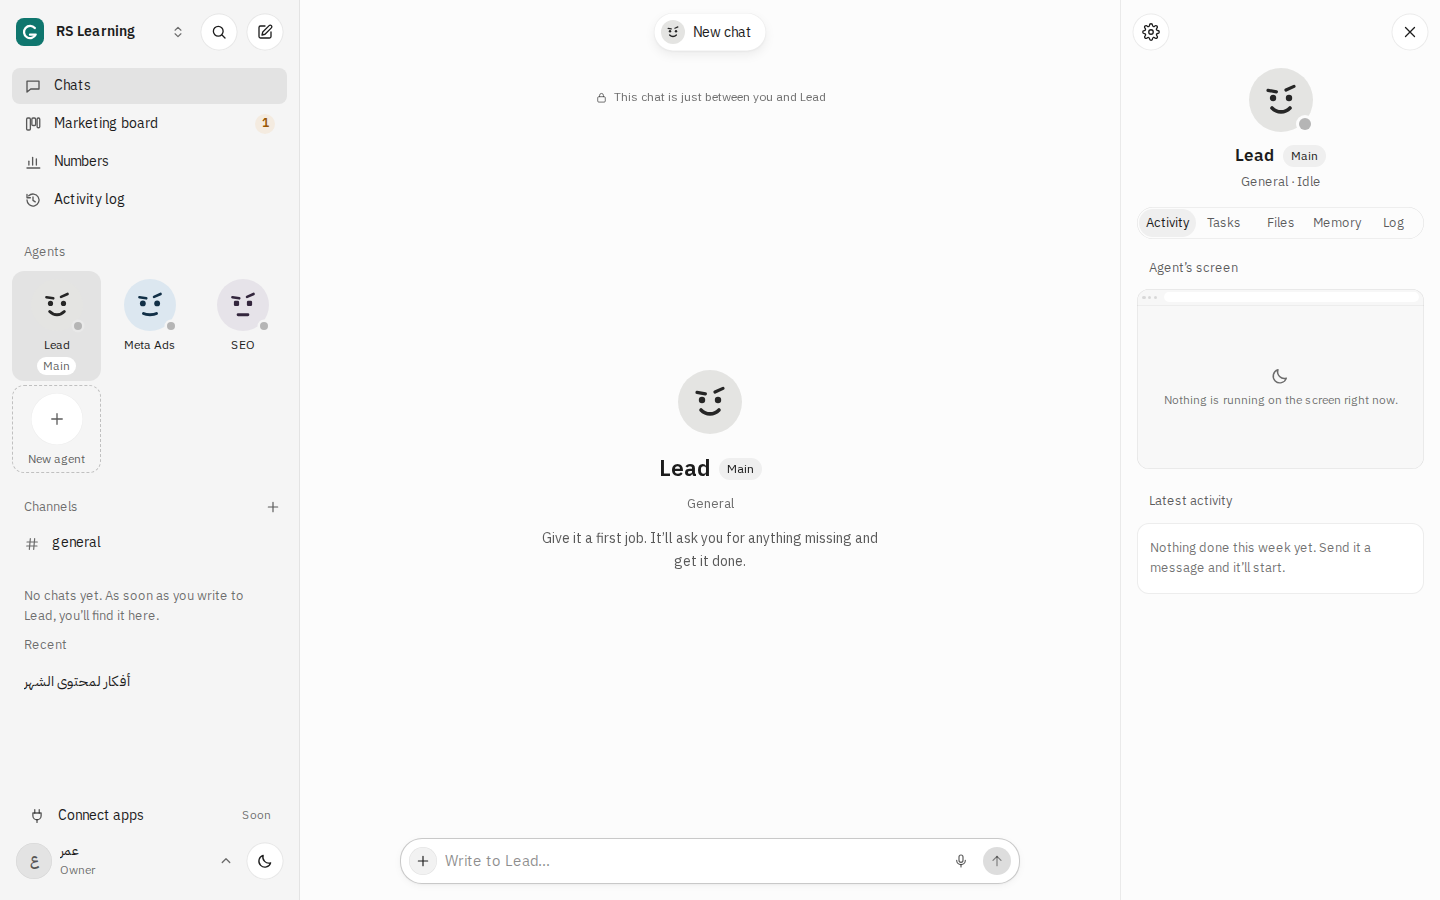 RS Learning
Chats
Marketing board 1
Numbers
Activity log
Agents
Lead
Main
Meta Ads
SEO
New agent
Channels
general
No chats yet. As soon as you write to
Lead, you'll find it here.
Recent
أفكار لمحتوى الشهر
Connect apps Soon
ع
عمر
Owner
New chat
This chat is just between you and Lead
Lead Main
General
Give it a first job. It'll ask you for anything missing and
get it done.
Write to Lead...
Lead Main
General · Idle
Activity Tasks Files Memory Log
Agent's screen
Nothing is running on the screen right now.
Latest activity
Nothing done this week yet. Send it a
message and it'll start.